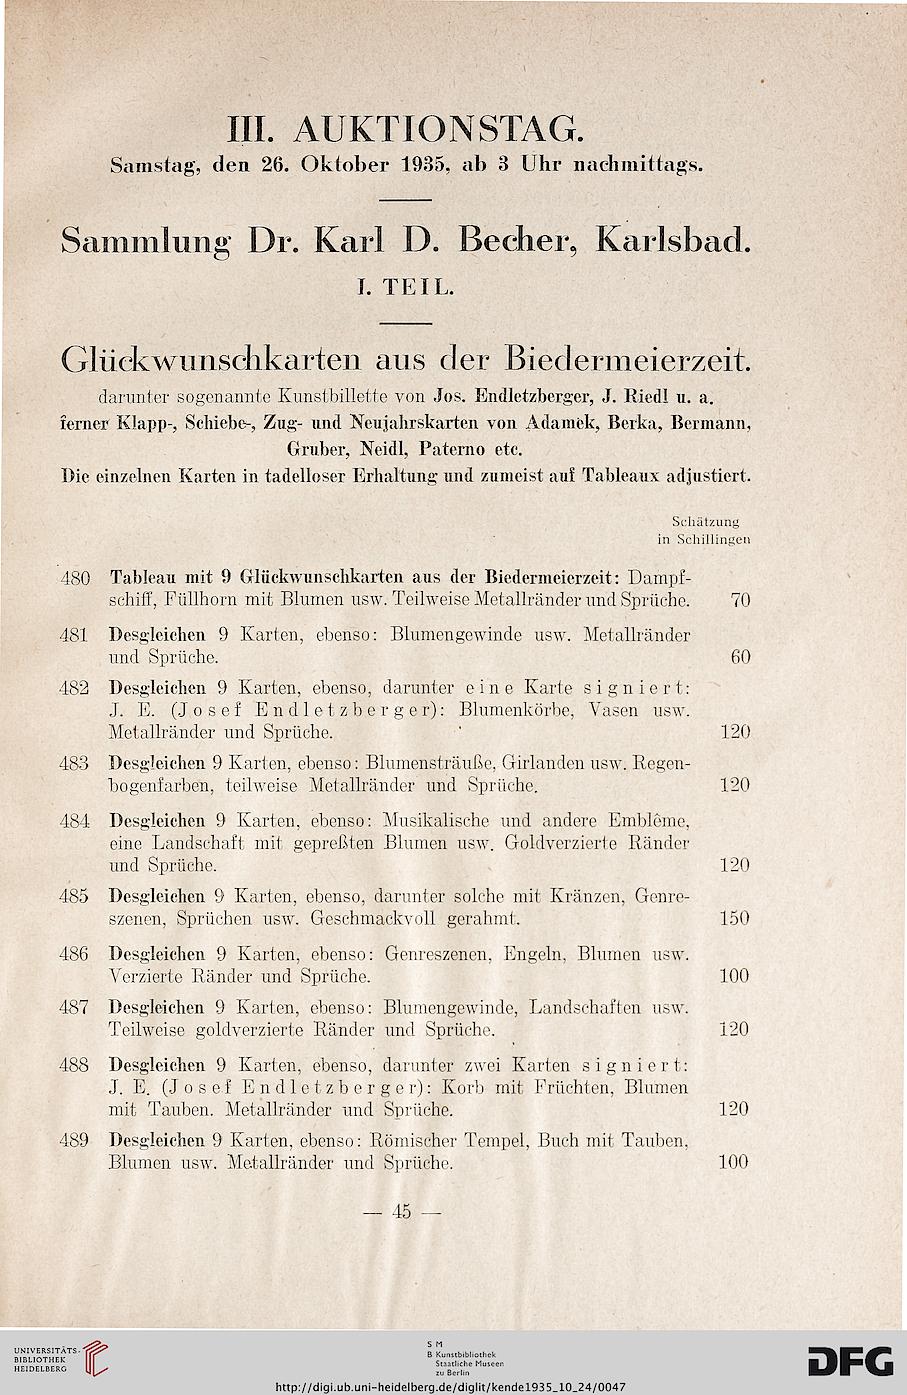 III. AUKTIONSTAG.
Samstag, den 26. Oktober 1935, ab 3 Uhr nachmittags.
Sammlung Dr. Karl D. Becher, Karlsbad.
I. TEIL.
Glückwunschkarten aus der Biedermeierzeit.
darunter sogenannte Kunstbillette von Jos. Endletzberger, J. Riedl u. a.
ferner Klapp-, Schiebe-, Zug- und Neujahrskarten von Adamek, Berka, Bermann,
Gruber, Neidl, Paterno etc.
Die einzelnen Karten in tadelloser Erhaltung und zumeist auf Tableaux adjustiert.
Schätzung
in Schillingen
480 Tableau mit 9 Glückwunschkarten aus der Biedermeierzeit: Dampf-
schiff, Füllhorn mit Blumen usw. Teilweise Metallränder und Sprüche. 70
481 Desgleichen 9 Karten, ebenso: Blumengewinde usw. Metallränder
und Sprüche. 60
482 Desgleichen 9 Karten, ebenso, darunter eine Karte signiert:
J. E. (Josef Endletzberger): Blumenkörbe, Vasen usw.
Metallränder und Sprüche. 120
483 Desgleichen 9 Karten, ebenso: Blumensträuße, Girlanden usw. Regen-
bogenfarben, teilweise Metallränder und Sprüche. 120
484 Desgleichen 9 Karten, ebenso: Musikalische und andere Emblême,
eine Landschaft mit gepreßten Blumen usw. Goldverzierte Ränder
und Sprüche. 120
485 Desgleichen 9 Karten, ebenso, darunter solche mit Kränzen, Genre-
szenen, Sprüchen usw. Geschmackvoll gerahmt. 150
486 Desgleichen 9 Karten, ebenso: Genreszenen, Engeln, Blumen usw.
Verzierte Ränder und Sprüche. 100
487 Desgleichen 9 Karten, ebenso: Blumengewinde, Landschaften usw.
Teilweise goldverzierte Ränder und Sprüche. 120
488 Desgleichen 9 Karten, ebenso, darunter zwei Karten signiert:
J. E. (Josef Endletzberger): Korb mit Früchten, Blumen
mit Tauben. Metallränder und Sprüche. 120
489 Desgleichen 9 Karten, ebenso: Römischer Tempel, Buch mit Tauben,
Blumen usw. Metallränder und Sprüche. 100
— 45 —
UNIVERSITÄTS-
BIBLIOTHEK
HEIDELBERG
S M
B Kunstbibliothek
Staatliche Museen
zu Berlin
DFG
http://digi.ub.uni-heidelberg.de/diglit/kende1935_10_24/0047